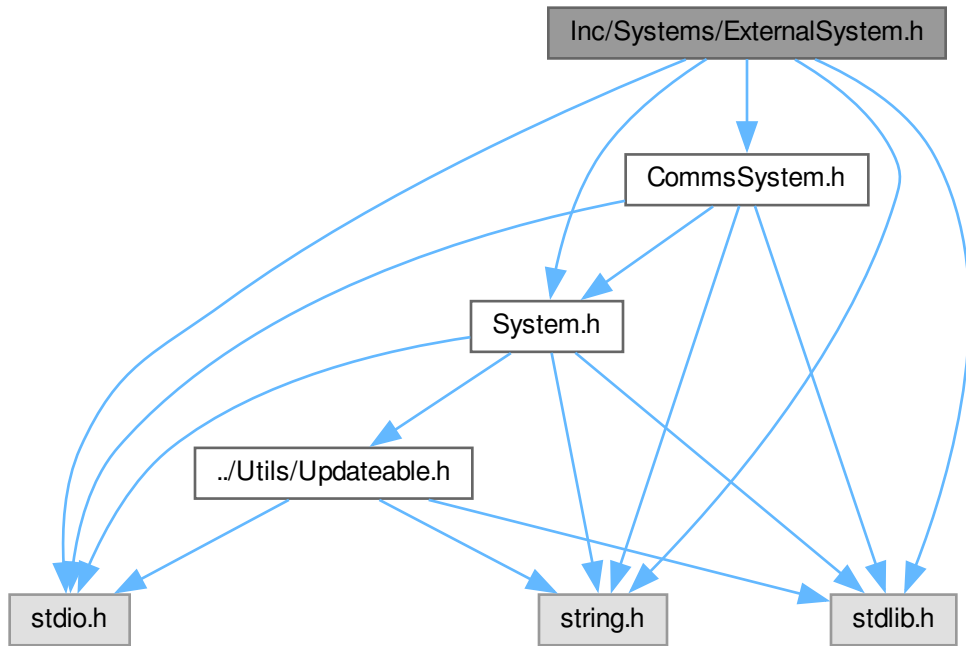 Inc/Systems/ExternalSystem.h
CommsSystem.h
System.h
../Utils/Updateable.h
stdio.h
string.h
stdlib.h